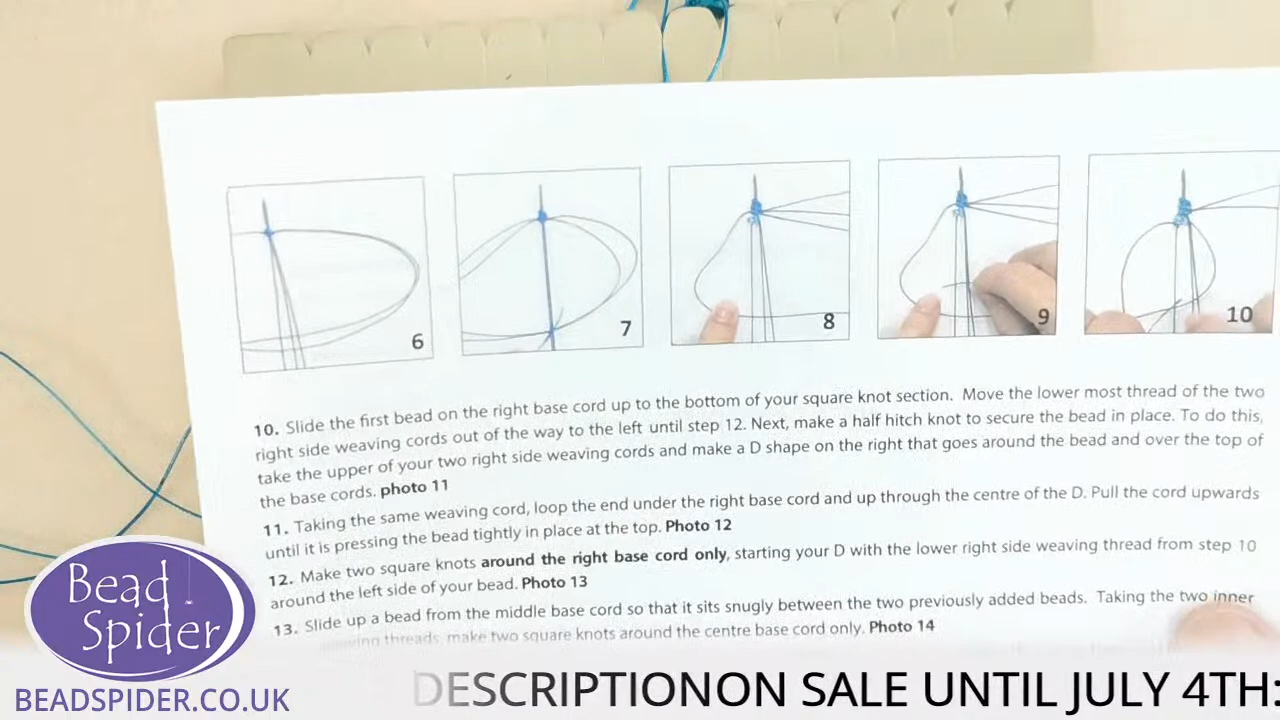 6
7
8
9
10
10. Slide the first bead on the right base cord up to the bottom of your square knot section. Move the lower most thread of the two
right side weaving cords out of the way to the left until step 12. Next, make a half hitch knot to secure the bead in place. To do this,
take the upper of your two right side weaving cords and make a D shape on the right that goes around the bead and over the top of
the base cords. photo 11
11. Taking the same weaving cord, loop the end under the right base cord and up through the centre of the D. Pull the cord upwards
until it is pressing the bead tightly in place at the top. Photo 12
12. Make two square knots around the right base cord only, starting your D with the lower right side weaving thread from step 10
around the left side of your bead. Photo 13
13. Slide up a bead from the middle base cord so that it sits snugly between the two previously added beads. Taking the two inner
weaving threads, make two square knots around the centre base cord only. Photo 14
Bead
Spider
BEADSPIDER.CO.UK
DESCRIPTIONON SALE UNTIL JULY 4TH: